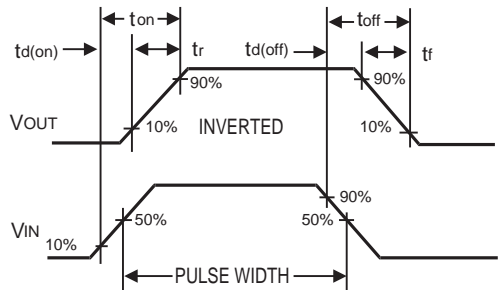 ton
toff
td(on)
tr
td(off)
tf
90%
90%
VOUT
10%
INVERTED
10%
90%
50%
50%
VIN
10%
PULSE WIDTH